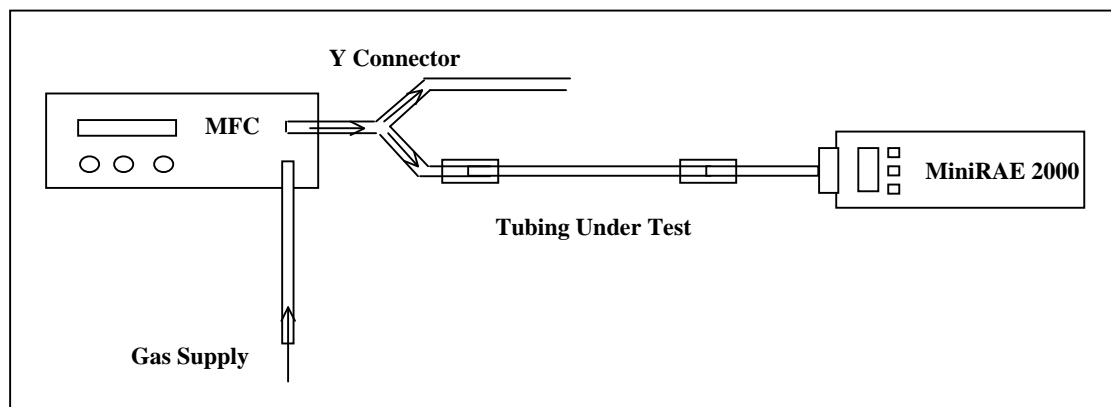 Y Connector
MFC
MiniRAE 2000
Tubing Under Test
Gas Supply